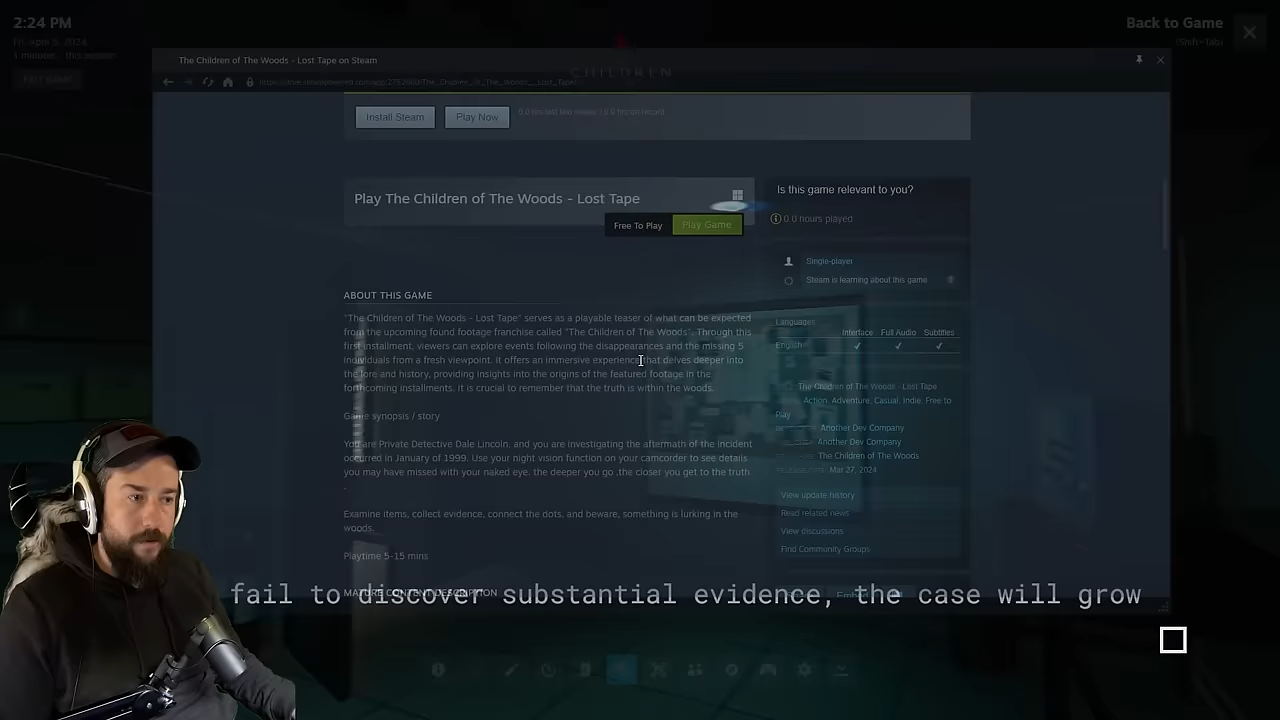 2:24 PM
Fri, Apr 5, 2024
EXIT GAME
Back to Game
(Shift+Tab)
The Children of The Woods - Lost Tape on Steam
CHILDREN
Install Steam
Play Now
Play The Children of The Woods - Lost Tape
Free To Play
Play Game
Is this game relevant to you?
0.0 hours played
Single-player
Steam is learning about this game
?
Languages
Interface Full Audio Subtitles
English ✔ ✔ ✔
ABOUT THIS GAME
"The Children of The Woods - Lost Tape" serves as a playable teaser of what can be expected
from the upcoming found footage franchise called "The Children of The Woods". Through this
first installment, viewers can explore events following the disappearances and the missing 5
individuals from a fresh viewpoint. It offers an immersive experience that delves deeper into
the lore and history, providing insights into the origins of the featured footage in the
forthcoming installments. It is crucial to remember that the truth is within the woods.
Game synopsis / story
You are Private Detective Dale Lincoln, and you are investigating the aftermath of the incident
occurred in January of 1999. Use your night vision function on your camcorder to see details
you may have missed with your naked eye. the deeper you go ,the closer you get to the truth
.
Examine items, collect evidence, connect the dots, and beware, something is lurking in the
woods.
Playtime 5-15 mins
MATURE CONTENT DESCRIPTION
The Children of The Woods - Lost Tape
Action, Adventure, Casual, Indie, Free to
Play
Another Dev Company
Another Dev Company
The Children of The Woods
Mar 27, 2024
View update history
Read related news
View discussions
Find Community Groups
fail to discover substantial evidence, the case will grow